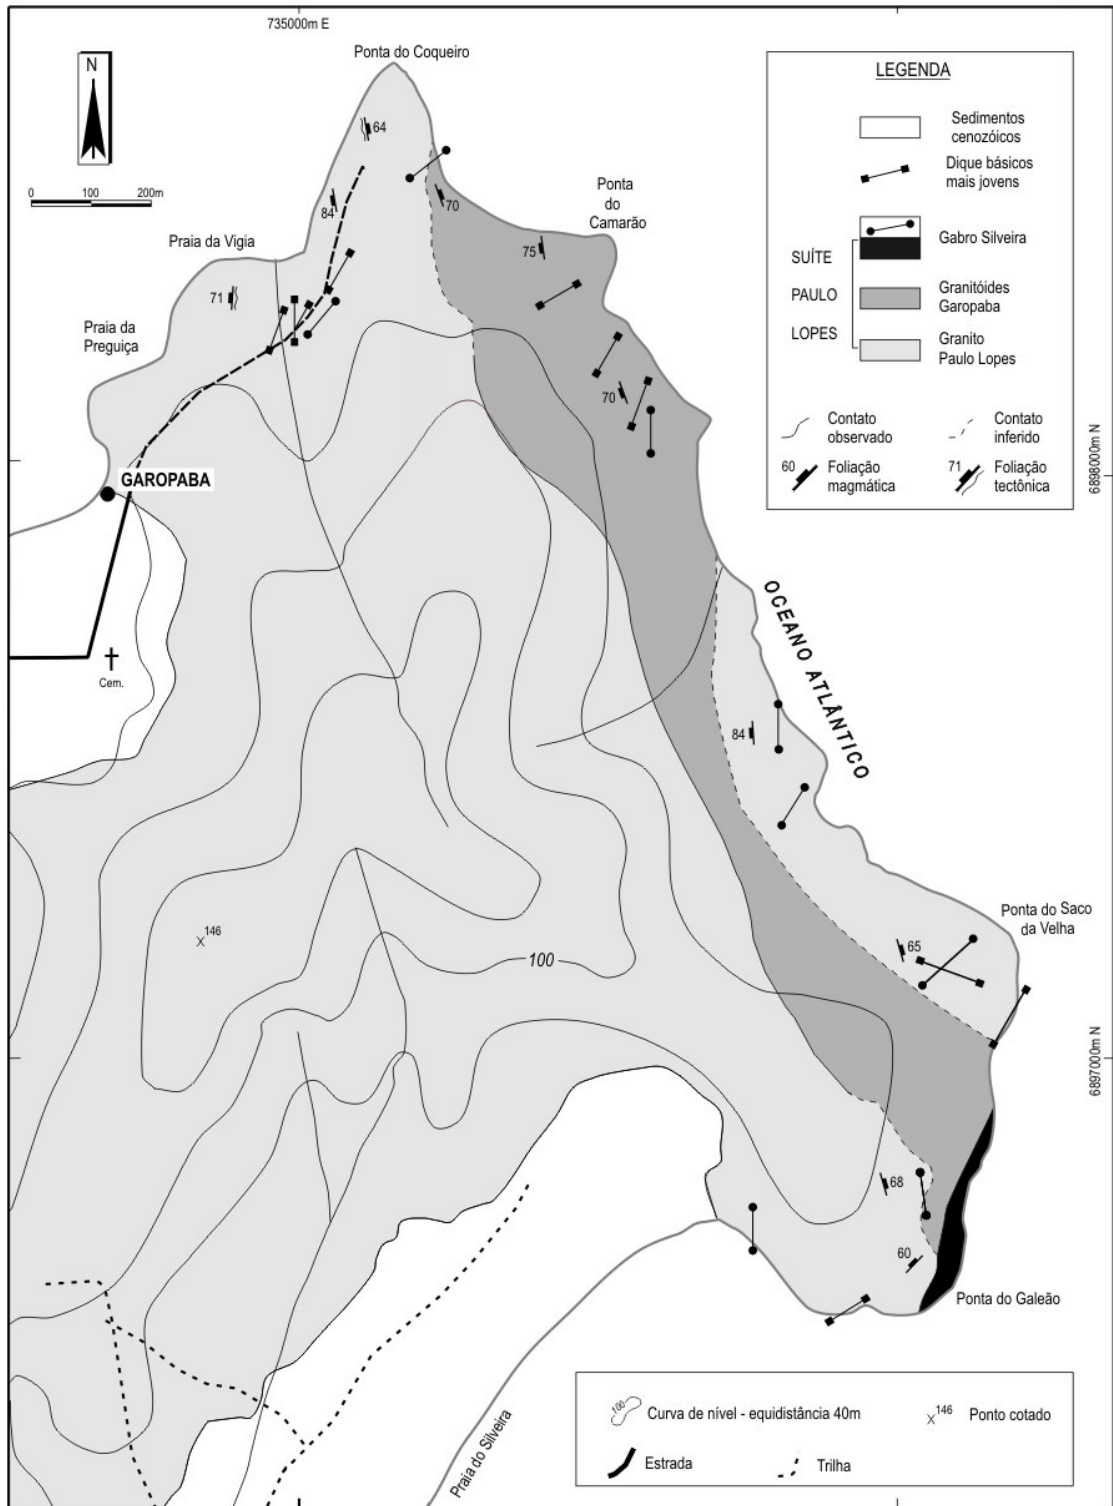 735000m E
Ponta do Coqueiro
N
0 100 200m
64
84
70
Ponta
do
Camarão
75
Praia da Vigia
71
Praia da
Preguiça
70
GAROPABA
Cem.
LEGENDA
Sedimentos
cenozóicos
Dique básicos
mais jovens
Gabro Silveira
SUÍTE
PAULO
LOPES
Granitóides
Garopaba
Granito
Paulo Lopes
Contato
observado
Contato
inferido
60 Foliação
magmática
71 Foliação
tectônica
6898000m N
OCEANO ATLÂNTICO
84
Ponta do Saco
da Velha
65
146
100
6897000m N
68
60
Ponta do Galeão
Praia do Silveira
100 Curva de nível - equidistância 40m
x146 Ponto cotado
Estrada
Trilha